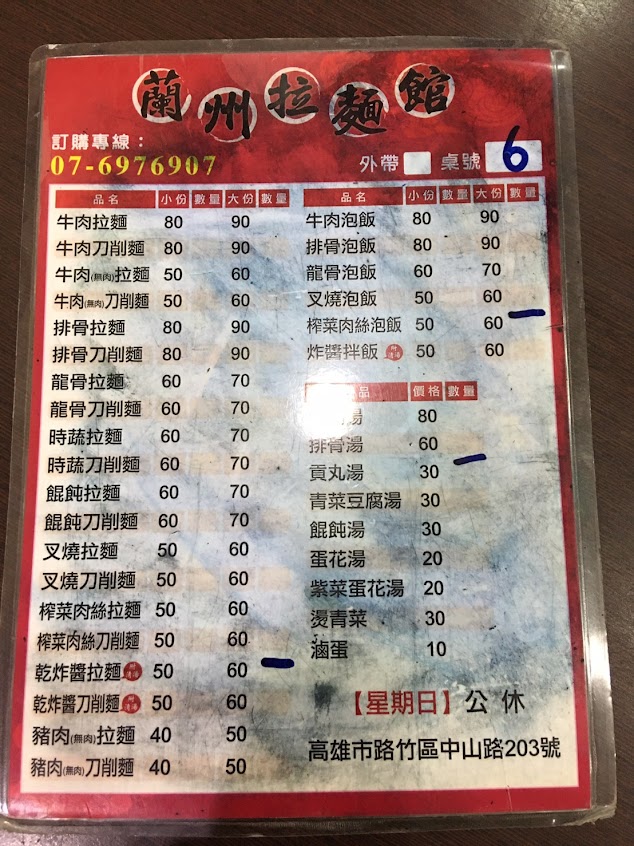 蘭州拉麵館
訂購專線：
07-6976907
外帶 桌號 6
品名 小份 數量 大份 數量
牛肉拉麵 80 90
牛肉刀削麵 80 90
牛肉(無肉)拉麵 50 60
牛肉(無肉)刀削麵 50 60
排骨拉麵 80 90
排骨刀削麵 80 90
龍骨拉麵 60 70
龍骨刀削麵 60 70
時蔬拉麵 60 70
時蔬刀削麵 60 70
餛飩拉麵 60 70
餛飩刀削麵 60 70
叉燒拉麵 50 60
叉燒刀削麵 50 60
榨菜肉絲拉麵 50 60
榨菜肉絲刀削麵 50 60
乾炸醬拉麵 附清湯 50 60
乾炸醬刀削麵 附清湯 50 60
豬肉(無肉)拉麵 40 50
豬肉(無肉)刀削麵 40 50
品名 小份 數量 大份 數量
牛肉泡飯 80 90
排骨泡飯 80 90
龍骨泡飯 60 70
叉燒泡飯 50 60
榨菜肉絲泡飯 50 60
炸醬拌飯 附清湯 50 60
品 價格 數量
湯 80
排骨湯 60
貢丸湯 30
青菜豆腐湯 30
餛飩湯 30
蛋花湯 20
紫菜蛋花湯 20
燙青菜 30
滷蛋 10
【星期日】公休
高雄市路竹區中山路203號